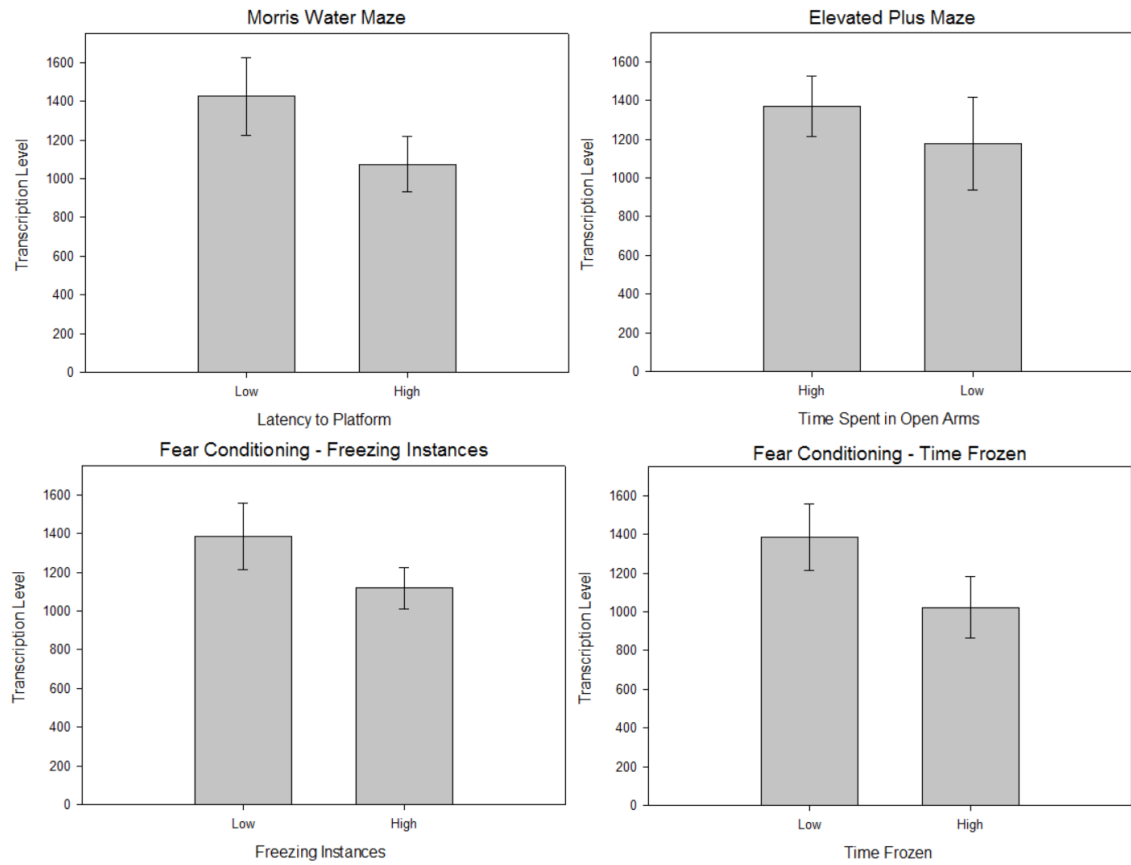 Morris Water Maze
Transcription Level
1600
1400
1200
1000
800
600
400
200
0
Low High
Latency to Platform
Elevated Plus Maze
Transcription Level
1600
1400
1200
1000
800
600
400
200
0
High Low
Time Spent in Open Arms
Fear Conditioning - Freezing Instances
Transcription Level
1600
1400
1200
1000
800
600
400
200
0
Low High
Freezing Instances
Fear Conditioning - Time Frozen
Transcription Level
1600
1400
1200
1000
800
600
400
200
0
Low High
Time Frozen